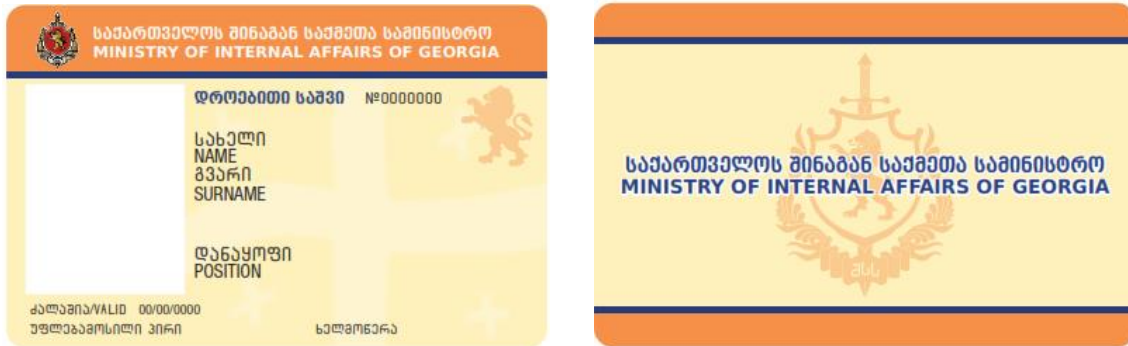 საქართველოს შინაგან საქმეთა სამინისტრო
MINISTRY OF INTERNAL AFFAIRS OF GEORGIA
დროებითი საშვი №0000000
სახელი
NAME
გვარი
SURNAME
დანაყოფი
POSITION
ძალაშია/VALID 00/00/0000
უფლებამოსილი პირი ხელმოწერა
საქართველოს შინაგან საქმეთა სამინისტრო
MINISTRY OF INTERNAL AFFAIRS OF GEORGIA
შსს